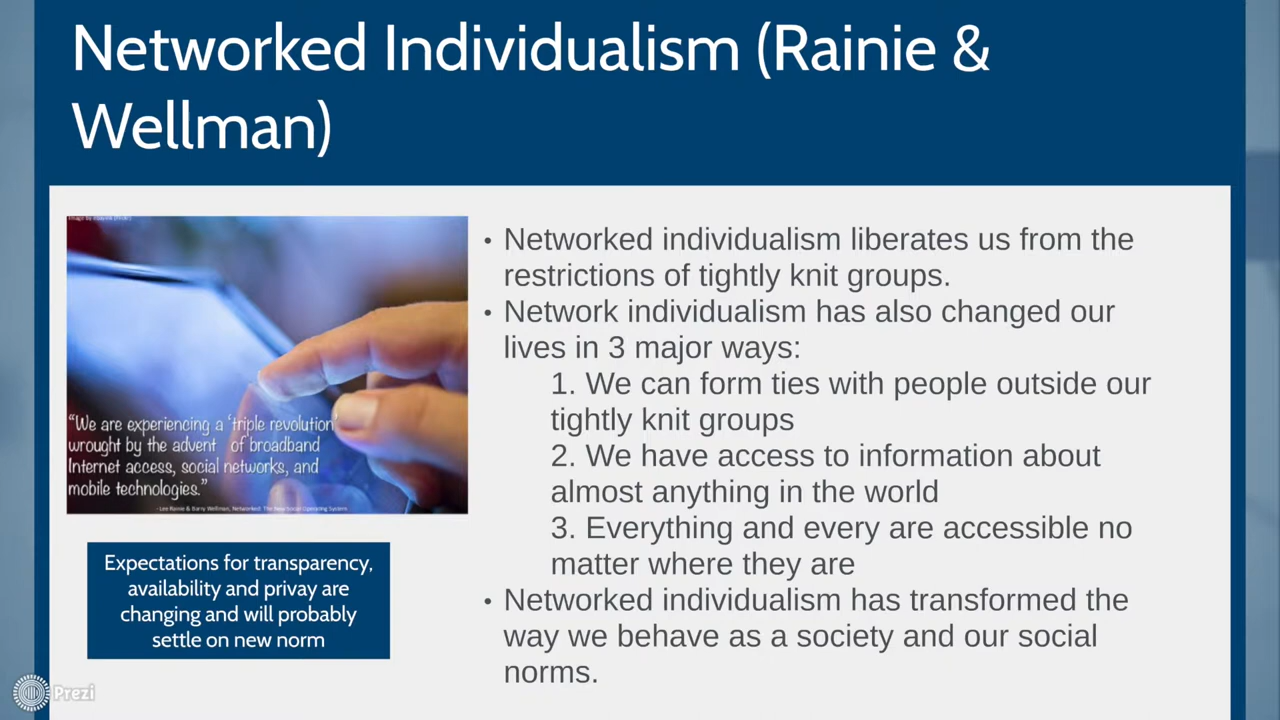 Networked Individualism (Rainie &
Wellman)
“We are experiencing a ‘triple revolution’
wrought by the advent of broadband
Internet access, social networks, and
mobile technologies.”
- Lee Rainie & Barry Wellman, Networked: The New Social Operating System
Expectations for transparency,
availability and privay are
changing and will probably
settle on new norm
• Networked individualism liberates us from the
restrictions of tightly knit groups.
• Network individualism has also changed our
lives in 3 major ways:
1. We can form ties with people outside our
tightly knit groups
2. We have access to information about
almost anything in the world
3. Everything and every are accessible no
matter where they are
• Networked individualism has transformed the
way we behave as a society and our social
norms.
Prezi